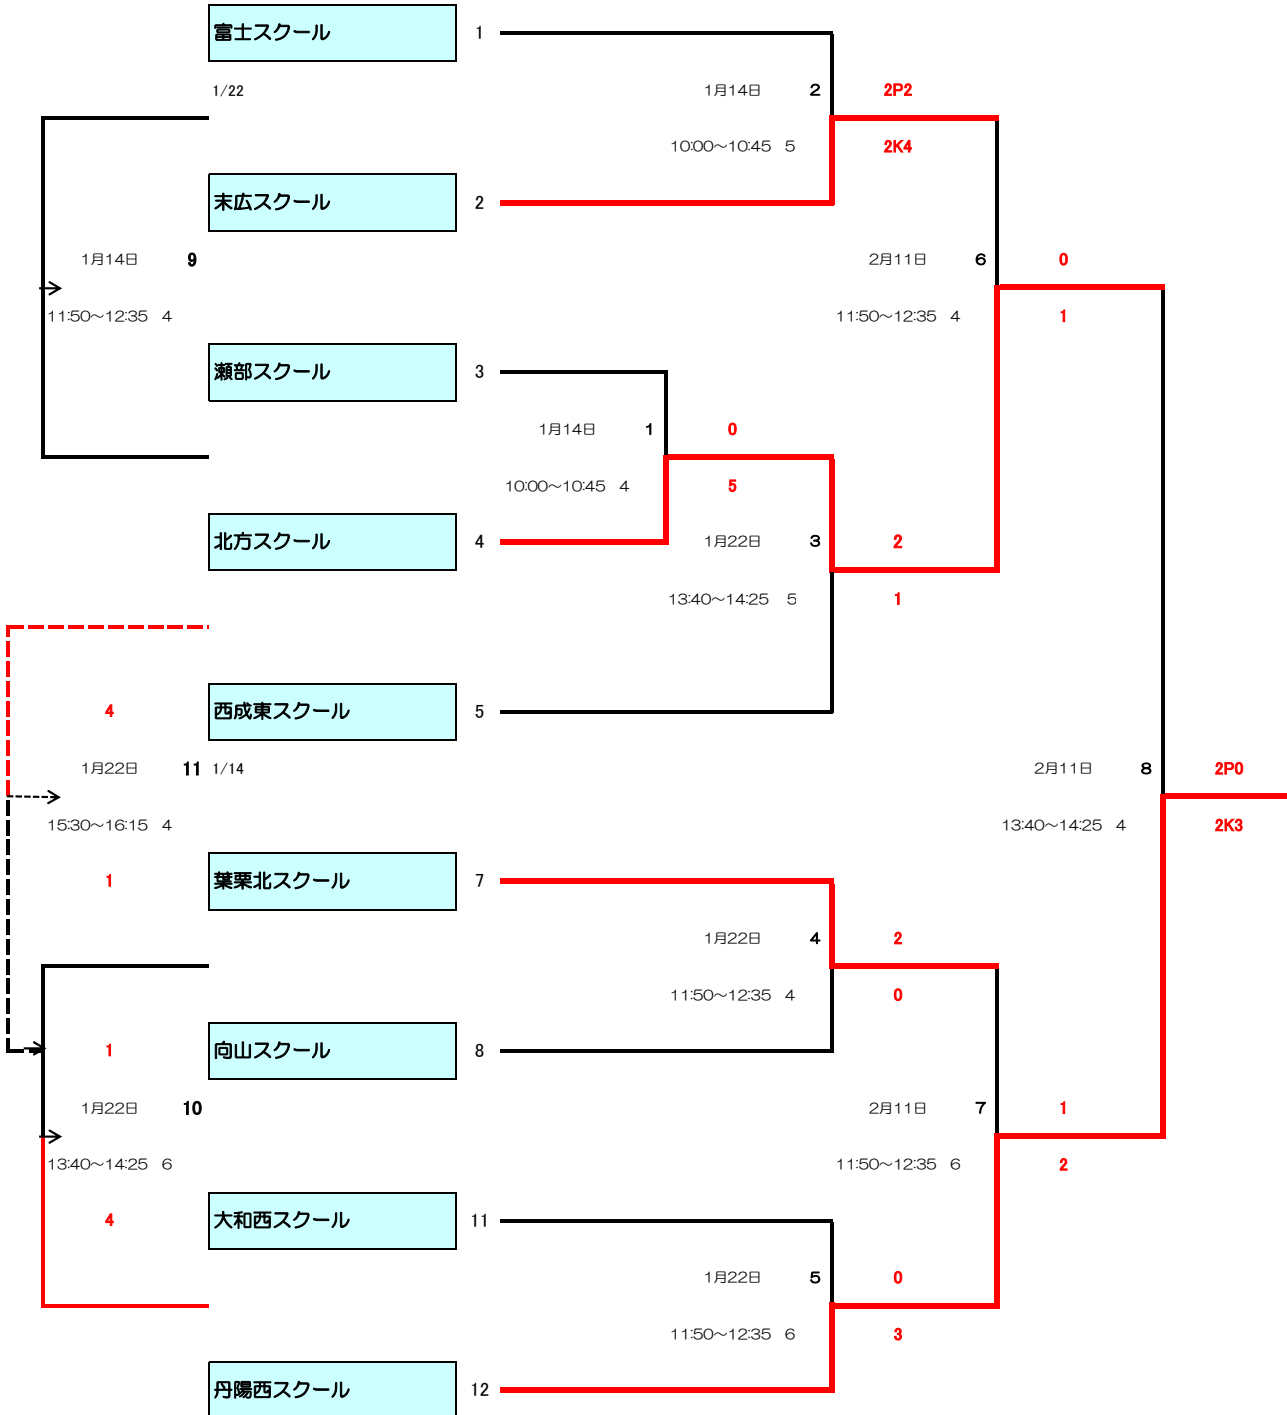 富士スクール 1
1/22 1月14日 2 2P2
10:00～10:45 5 2K4
末広スクール 2
1月14日 9 2月11日 6 0
11:50～12:35 4 11:50～12:35 4 1
瀬部スクール 3
1月14日 1 0
10:00～10:45 4 5
北方スクール 4 1月22日 3 2
13:40～14:25 5 1
4 西成東スクール 5
1月22日 11 1/14 2月11日 8 2P0
15:30～16:15 4 13:40～14:25 4 2K3
1 葉栗北スクール 7
1月22日 4 2
11:50～12:35 4 0
1 向山スクール 8
1月22日 10 2月11日 7 1
13:40～14:25 6 11:50～12:35 6 2
4 大和西スクール 11
1月22日 5 0
11:50～12:35 6 3
丹陽西スクール 12